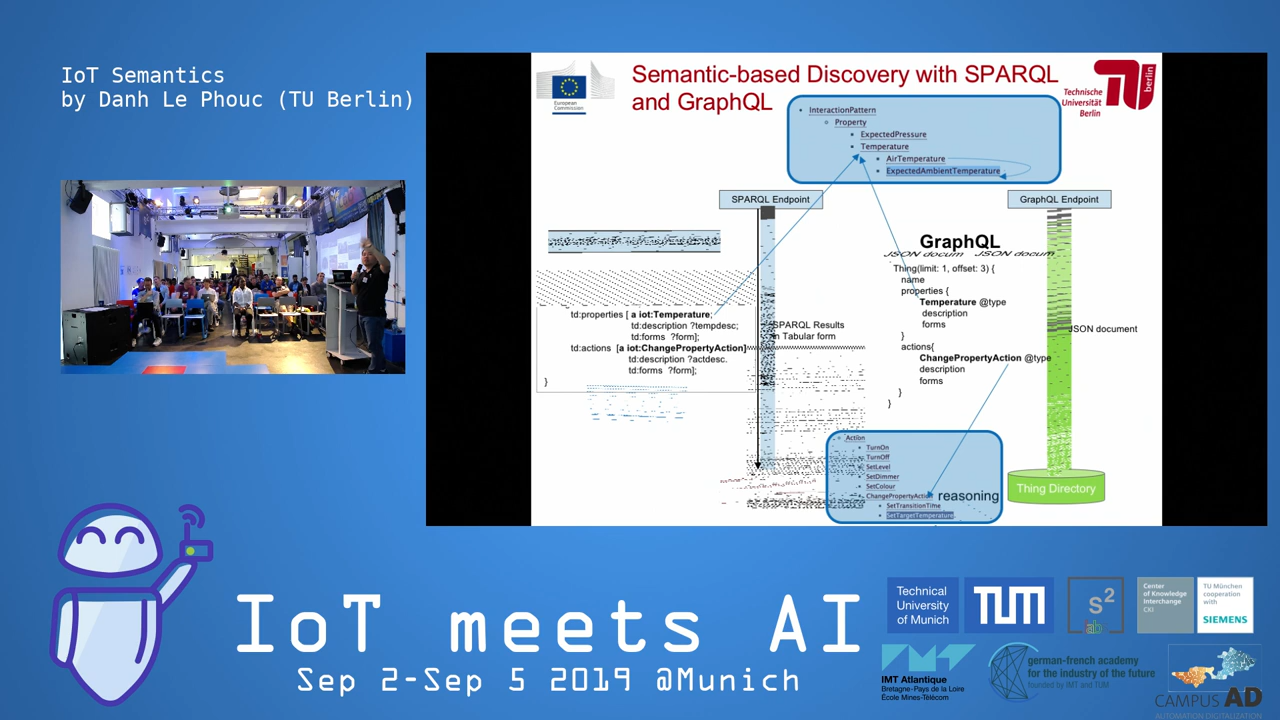 IoT Semantics
by Danh Le Phouc (TU Berlin)
European
Commission
Semantic-based Discovery with SPARQL
and GraphQL
Technische
Universität
Berlin
berlin
InteractionPattern
Property
ExpectedPressure
Temperature
AirTemperature
ExpectedAmbientTemperature
SPARQL Endpoint
GraphQL Endpoint
GraphQL
JSON docum JSON docum
Thing(limit: 1, offset: 3) {
name
properties {
Temperature @type
description
forms
}
actions{
ChangePropertyAction @type
description
forms
}
}
td:properties [ a iot:Temperature;
td:description ?tempdesc;
td:forms ?form];
td:actions [a iot:ChangePropertyAction]
td:description ?actdesc.
td:forms ?form];
}
SPARQL Results
in Tabular form
JSON document
Action
TurnOn
TurnOff
SetLevel
SetDimmer
SetColour
ChangePropertyAction
reasoning
SetTransitionTime
SetTargetTemperature
Thing Directory
IoT meets AI
Sep 2-Sep 5 2019 @Munich
Technical
University
of Munich
TUM
s2
lab
Center
of Knowledge
Interchange
CKI
TU München
cooperation
with
SIEMENS
IMT Atlantique
Bretagne-Pays de la Loire
École Mines-Télécom
german-french academy
for the industry of the future
founded by IMT and TUM
CAMPUS AD
AUTOMATION DIGITALIZATION